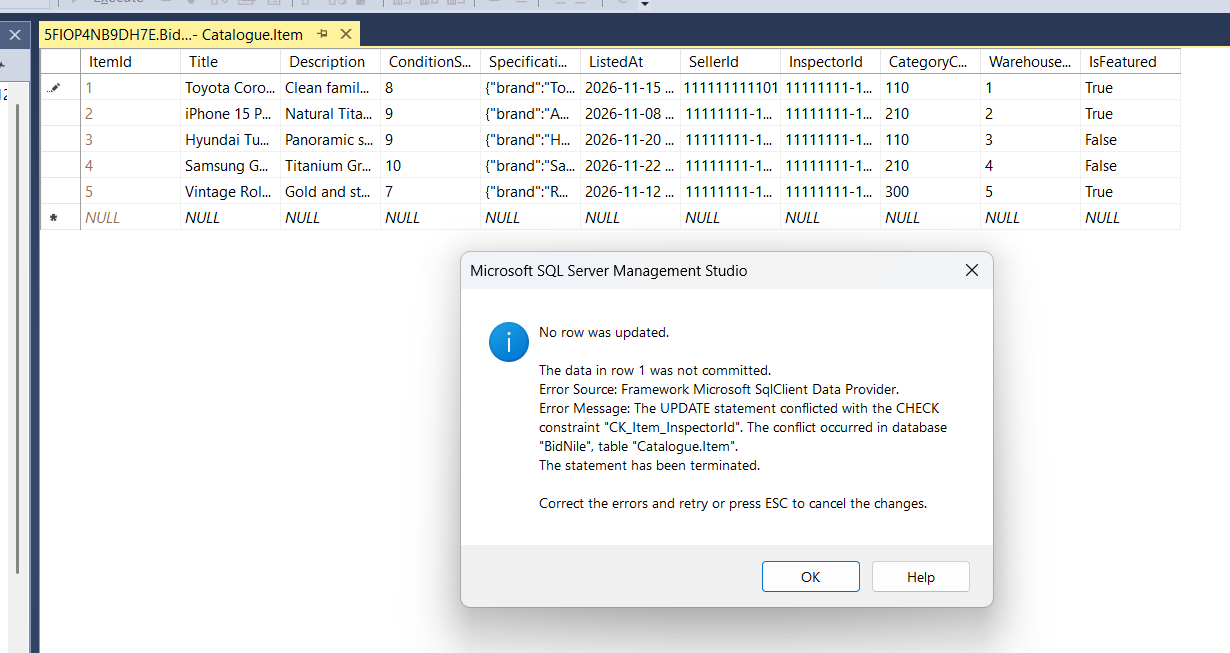 5FIOP4NB9DH7E.Bid...- Catalogue.Item
ItemId Title Description ConditionS... Specificati... ListedAt SellerId InspectorId CategoryC... Warehouse... IsFeatured
1 Toyota Coro... Clean famil... 8 {"brand":"To... 2026-11-15 ... 111111111101 11111111-1... 110 1 True
2 iPhone 15 P... Natural Tita... 9 {"brand":"A... 2026-11-08 ... 11111111-1... 11111111-1... 210 2 True
3 Hyundai Tu... Panoramic s... 9 {"brand":"H... 2026-11-20 ... 11111111-1... 11111111-1... 110 3 False
4 Samsung G... Titanium Gr... 10 {"brand":"Sa... 2026-11-22 ... 11111111-1... 11111111-1... 210 4 False
5 Vintage Rol... Gold and st... 7 {"brand":"R... 2026-11-12 ... 11111111-1... 11111111-1... 300 5 True
NULL NULL NULL NULL NULL NULL NULL NULL NULL NULL NULL
Microsoft SQL Server Management Studio
No row was updated.
The data in row 1 was not committed.
Error Source: Framework Microsoft SqlClient Data Provider.
Error Message: The UPDATE statement conflicted with the CHECK
constraint "CK_Item_InspectorId". The conflict occurred in database
"BidNile", table "Catalogue.Item".
The statement has been terminated.
Correct the errors and retry or press ESC to cancel the changes.
OK Help